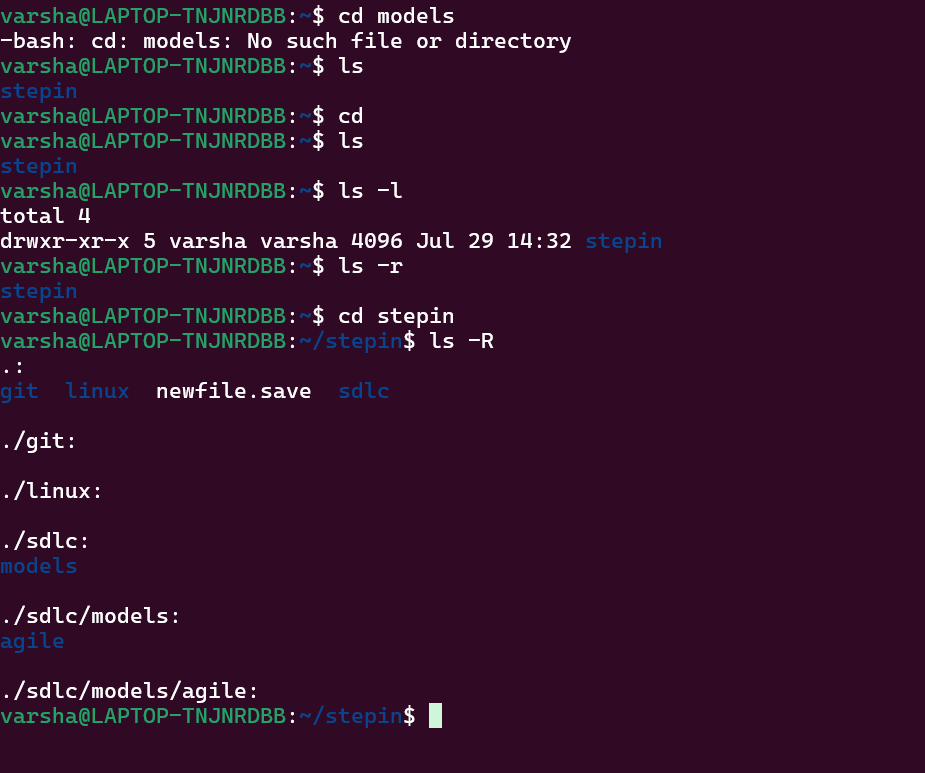 varsha@LAPTOP-TNJNRDBB:~$ cd models
-bash: cd: models: No such file or directory
varsha@LAPTOP-TNJNRDBB:~$ ls
stepin
varsha@LAPTOP-TNJNRDBB:~$ cd
varsha@LAPTOP-TNJNRDBB:~$ ls
stepin
varsha@LAPTOP-TNJNRDBB:~$ ls -l
total 4
drwxr-xr-x 5 varsha varsha 4096 Jul 29 14:32 stepin
varsha@LAPTOP-TNJNRDBB:~$ ls -r
stepin
varsha@LAPTOP-TNJNRDBB:~$ cd stepin
varsha@LAPTOP-TNJNRDBB:~/stepin$ ls -R
.:
git  linux  newfile.save  sdlc

./git:

./linux:

./sdlc:
models

./sdlc/models:
agile

./sdlc/models/agile:
varsha@LAPTOP-TNJNRDBB:~/stepin$